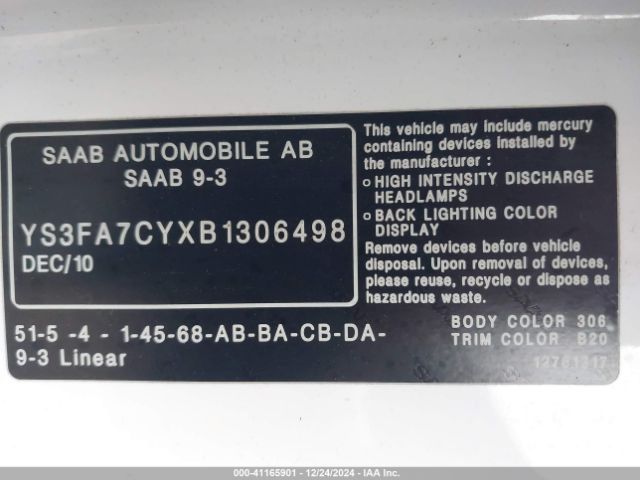 SAAB AUTOMOBILE AB
SAAB 9-3
YS3FA7CYXB1306498
DEC/10
This vehicle may include mercury
containing devices installed by
the manufacturer :
o HIGH INTENSITY DISCHARGE
HEADLAMPS
o BACK LIGHTING COLOR
DISPLAY
Remove devices before vehicle
disposal. Upon removal of devices,
please reuse, recycle or dispose as
hazardous waste.
51-5 -4 - 1-45-68-AB-BA-CB-DA-
9-3 Linear
BODY COLOR 306
TRIM COLOR B20
000-41165901 - 12/24/2024 - IAA Inc.